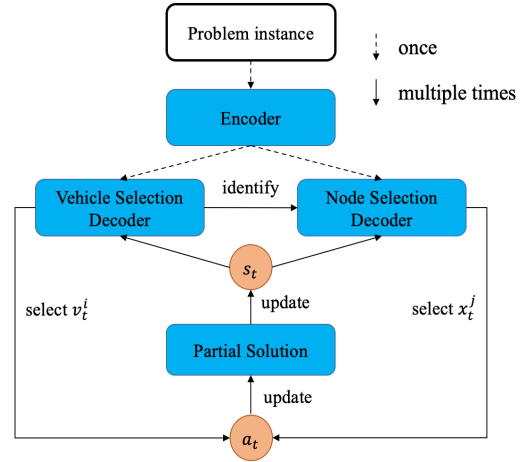 Problem instance
once
multiple times
Encoder
Vehicle Selection
Decoder
identify
Node Selection
Decoder
s_t
select v_t^i
update
select x_t^j
Partial Solution
update
a_t